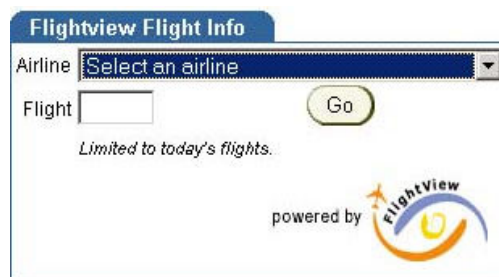 Flightview Flight Info
Airline Select an airline
Flight Go
Limited to today's flights.
powered by FlightView